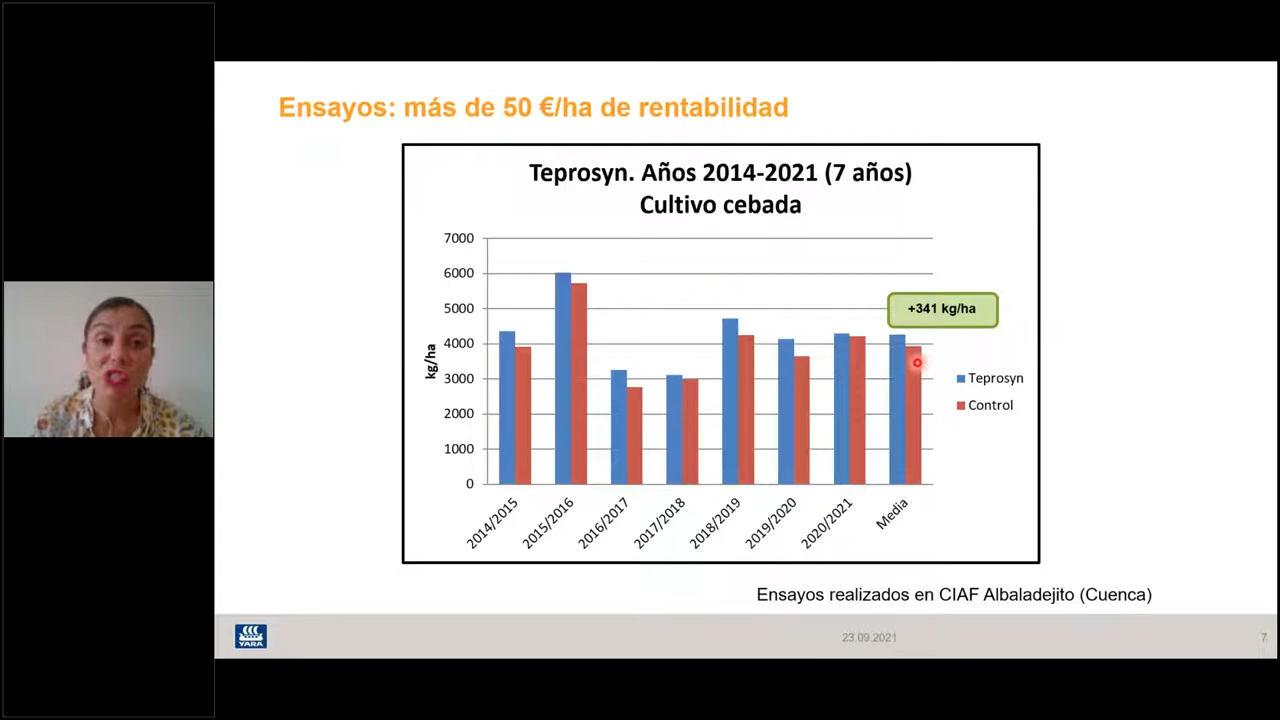 Ensayos: más de 50 €/ha de rentabilidad
Teprosyn. Años 2014-2021 (7 años)
Cultivo cebada
7000
6000
5000
4000
3000
2000
1000
0
kg/ha
+341 kg/ha
Teprosyn
Control
2014/2015
2015/2016
2016/2017
2017/2018
2018/2019
2019/2020
2020/2021
Media
Ensayos realizados en CIAF Albaladejito (Cuenca)
YARA
23.09.2021
7